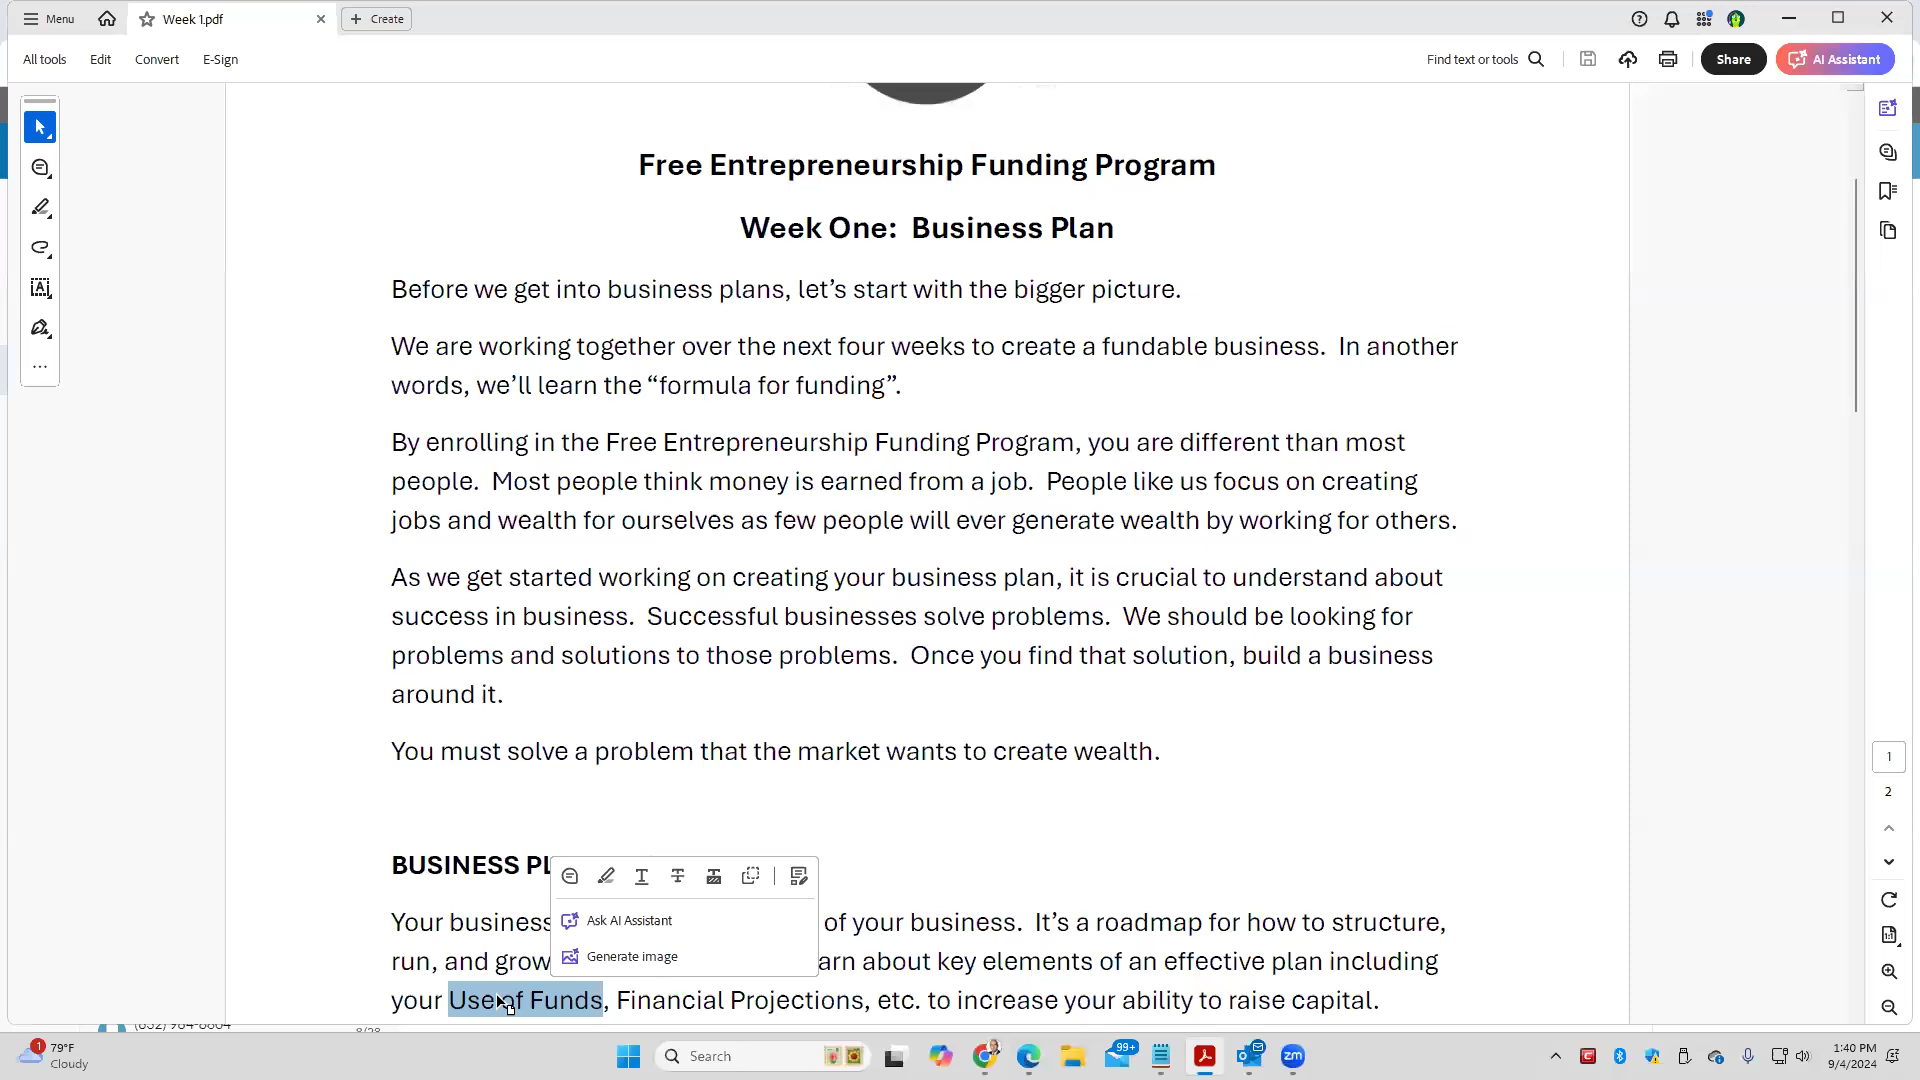 Menu
Week 1.pdf
Create
All tools
Edit
Convert
E-Sign
Find text or tools
Share
AI Assistant
Free Entrepreneurship Funding Program
Week One:  Business Plan
Before we get into business plans, let’s start with the bigger picture.
We are working together over the next four weeks to create a fundable business.  In another
words, we’ll learn the “formula for funding”.
By enrolling in the Free Entrepreneurship Funding Program, you are different than most
people.  Most people think money is earned from a job.  People like us focus on creating
jobs and wealth for ourselves as few people will ever generate wealth by working for others.
As we get started working on creating your business plan, it is crucial to understand about
success in business.  Successful businesses solve problems.  We should be looking for
problems and solutions to those problems.  Once you find that solution, build a business
around it.
You must solve a problem that the market wants to create wealth.
BUSINESS PL
Ask AI Assistant
Generate image
Your business of your business.  It’s a roadmap for how to structure,
run, and grow arn about key elements of an effective plan including
your Use of Funds, Financial Projections, etc. to increase your ability to raise capital.
1
2
1
79°F
Cloudy
Search
99+
zm
1:40 PM
9/4/2024